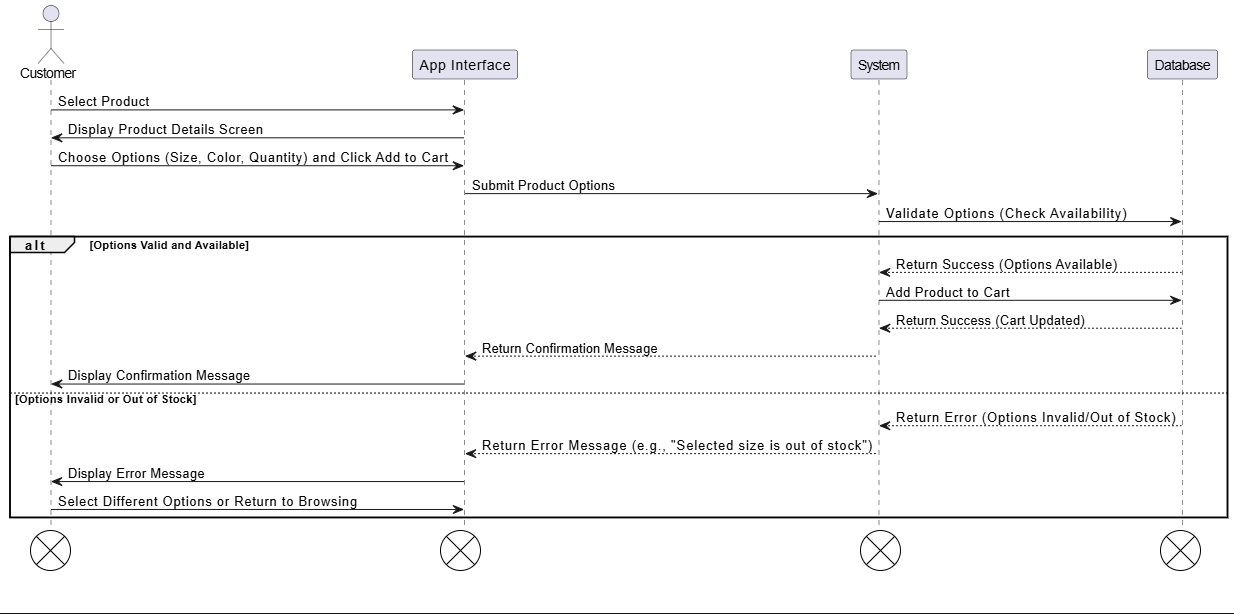 Customer
App Interface
System
Database
Select Product
Display Product Details Screen
Choose Options (Size, Color, Quantity) and Click Add to Cart
Submit Product Options
Validate Options (Check Availability)
alt
[Options Valid and Available]
Return Success (Options Available)
Add Product to Cart
Return Success (Cart Updated)
Return Confirmation Message
Display Confirmation Message
[Options Invalid or Out of Stock]
Return Error (Options Invalid/Out of Stock)
Return Error Message (e.g., "Selected size is out of stock")
Display Error Message
Select Different Options or Return to Browsing